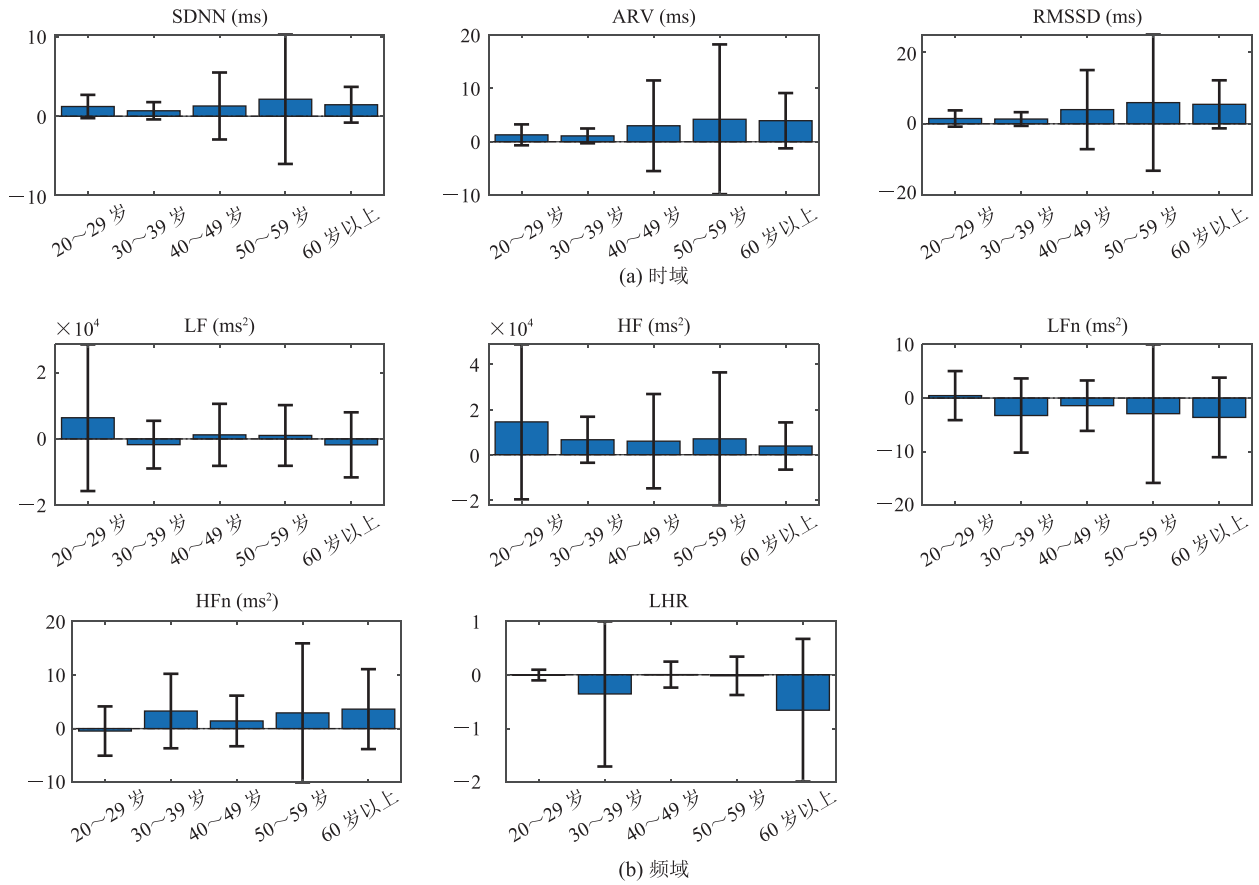 SDNN (ms)
10
0
−10
20～29 岁
30～39 岁
40～49 岁
50～59 岁
60 岁以上
ARV (ms)
20
10
0
−10
20～29 岁
30～39 岁
40～49 岁
50～59 岁
60 岁以上
RMSSD (ms)
20
0
−20
20～29 岁
30～39 岁
40～49 岁
50～59 岁
60 岁以上
(a) 时域
LF (ms²)
×10⁴
2
0
−2
20～29 岁
30～39 岁
40～49 岁
50～59 岁
60 岁以上
HF (ms²)
×10⁴
4
2
0
−2
20～29 岁
30～39 岁
40～49 岁
50～59 岁
60 岁以上
LFn (ms²)
10
0
−10
−20
20～29 岁
30～39 岁
40～49 岁
50～59 岁
60 岁以上
HFn (ms²)
20
10
0
−10
20～29 岁
30～39 岁
40～49 岁
50～59 岁
60 岁以上
LHR
1
0
−1
−2
20～29 岁
30～39 岁
40～49 岁
50～59 岁
60 岁以上
(b) 频域